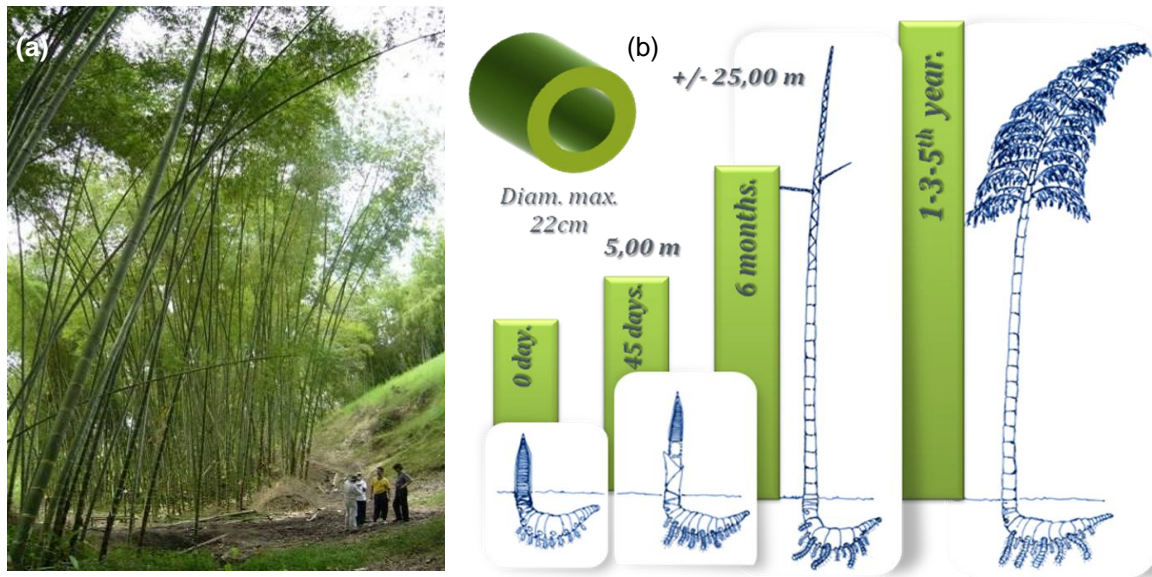 (a)
(b)
+/- 25,00 m
Diam. max.
22cm
5,00 m
0 day.
45 days.
6 months.
1-3-5th year.